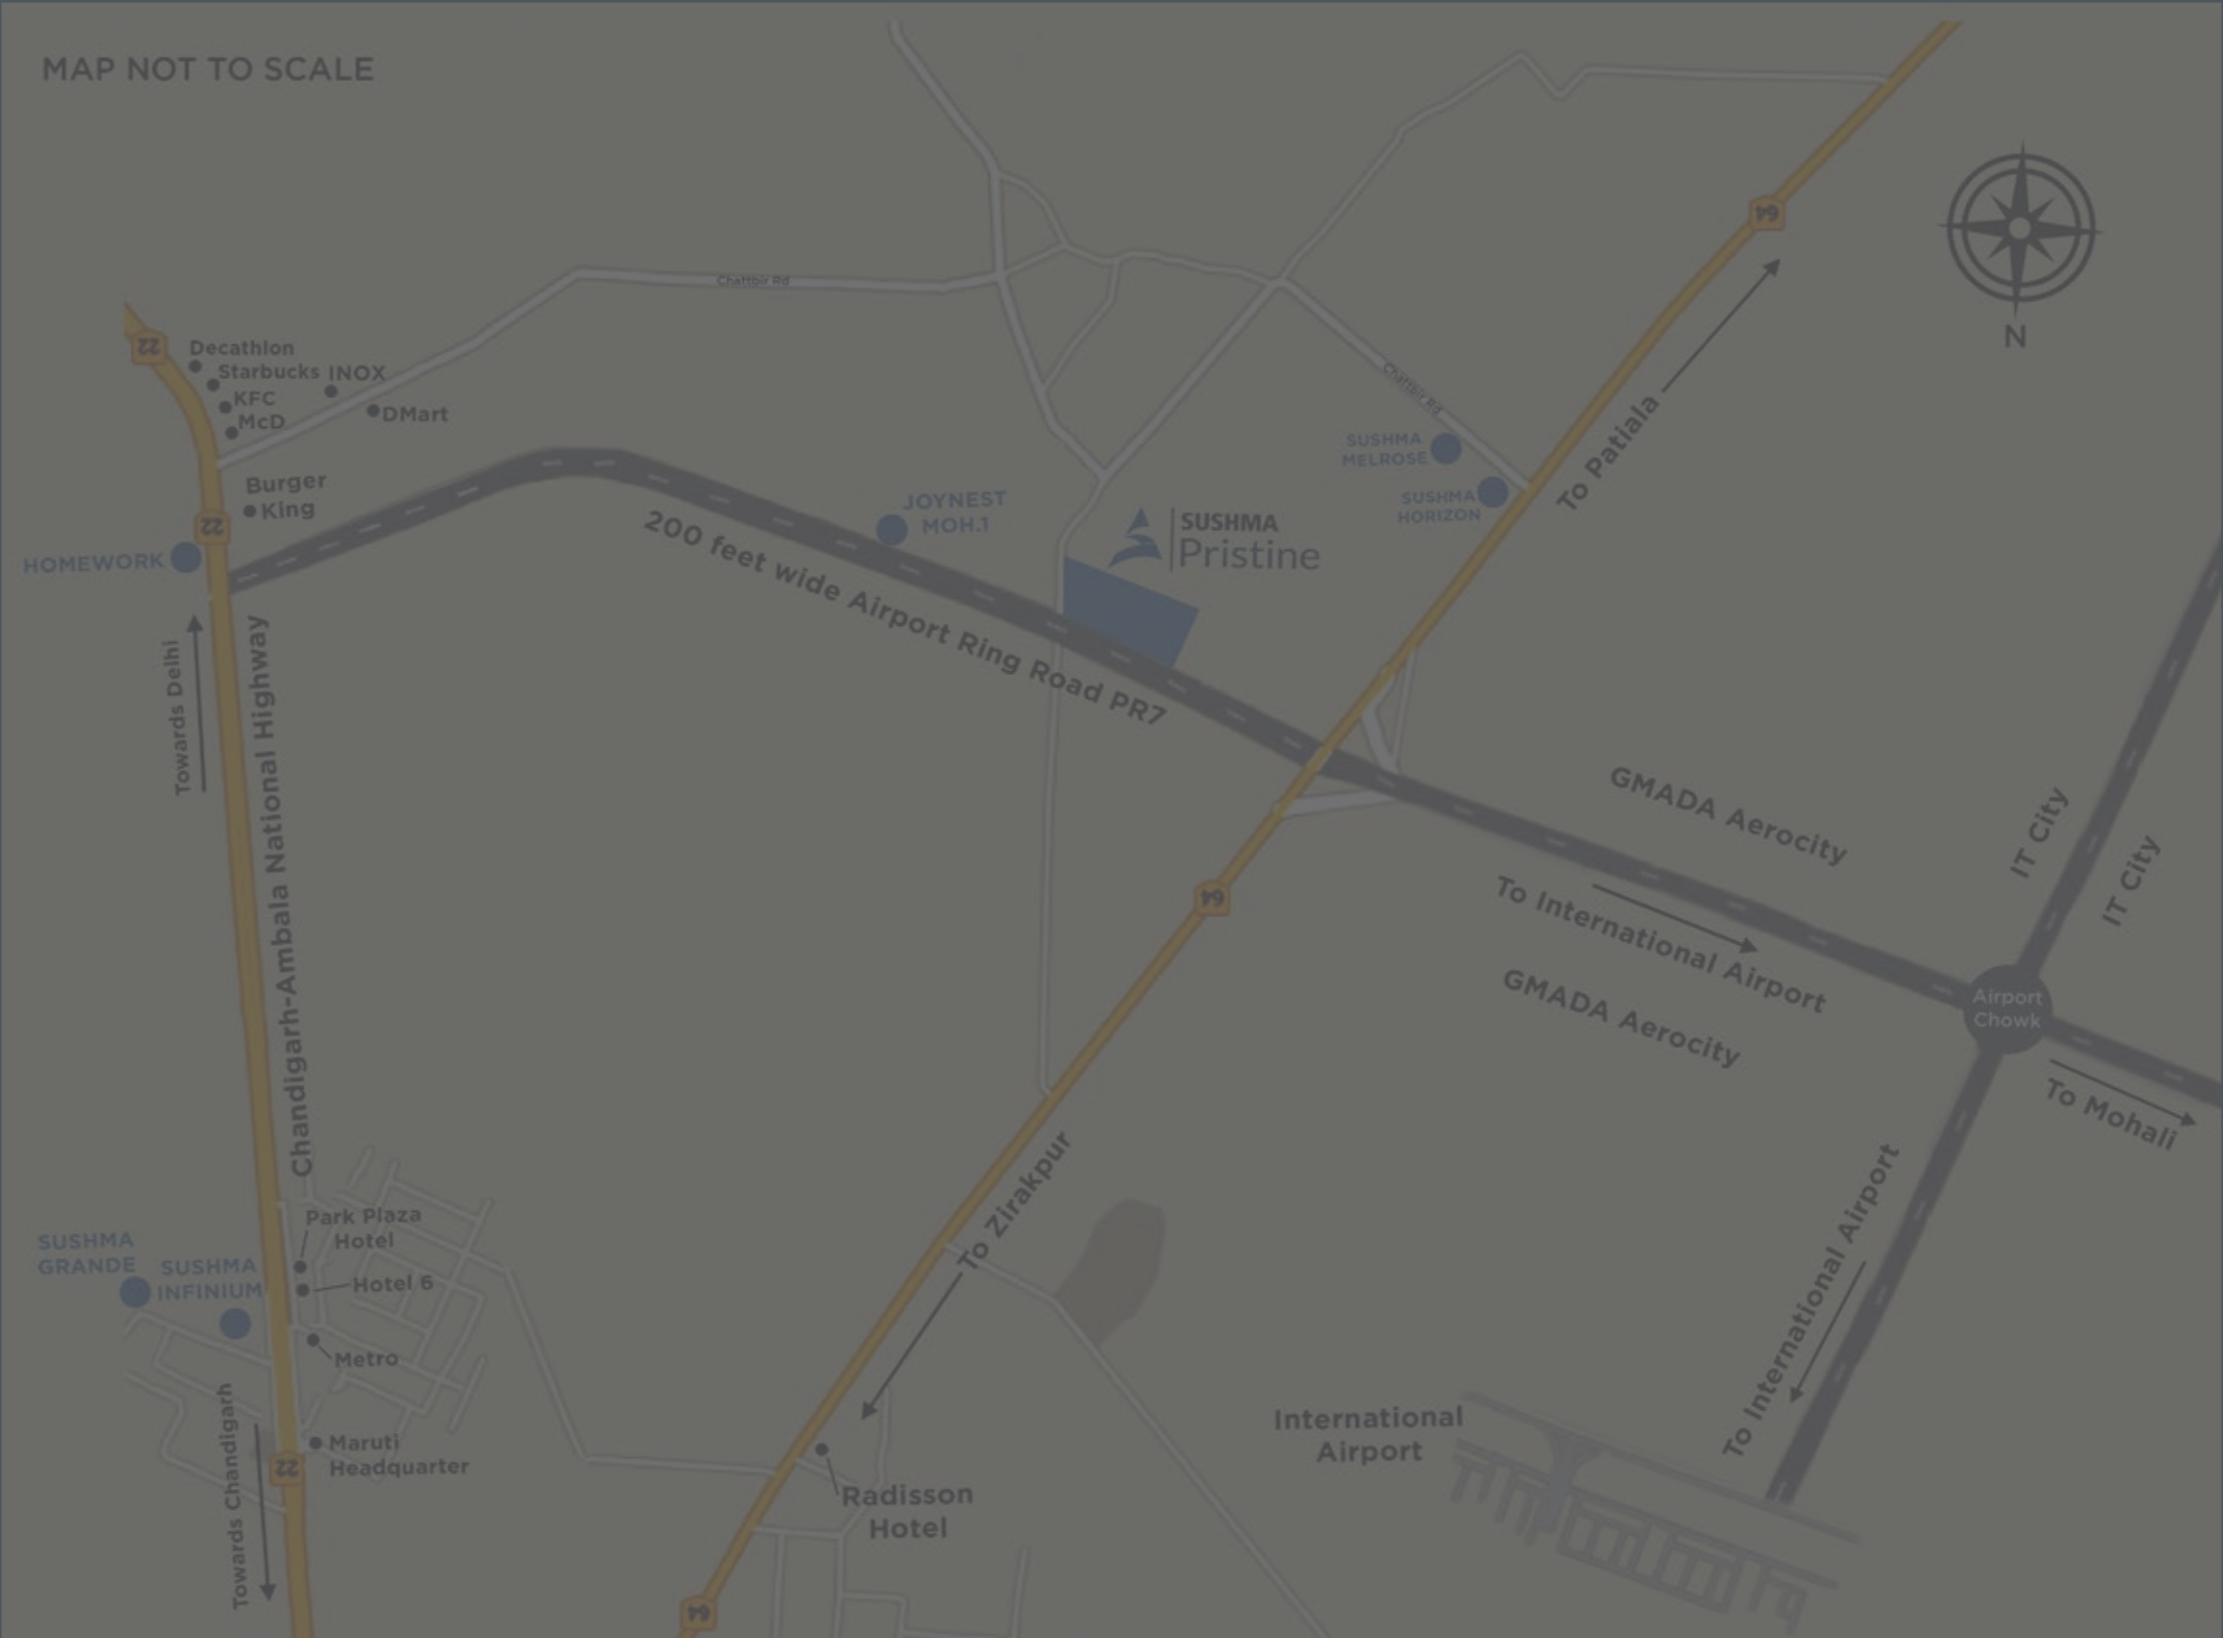 MAP NOT TO SCALE
64
N
Chattbir Rd
22
Decathlon
Starbucks
INOX
KFC
McD
DMart
Chattbir Rd
To Patiala
SUSHMA
MELROSE
SUSHMA
HORIZON
Burger
King
22
HOMEWORK
JOYNEST
MOH.1
SUSHMA
Pristine
200 feet wide Airport Ring Road PR7
Towards Delhi
Chandigarh-Ambala National Highway
GMADA Aerocity
IT City
IT City
64
To International Airport
GMADA Aerocity
Airport
Chowk
To Mohali
To Zirakpur
To International Airport
Park Plaza
Hotel
SUSHMA
GRANDE
SUSHMA
INFINIUM
Hotel 6
Metro
Towards Chandigarh
Maruti
Headquarter
22
International
Airport
Radisson
Hotel
64